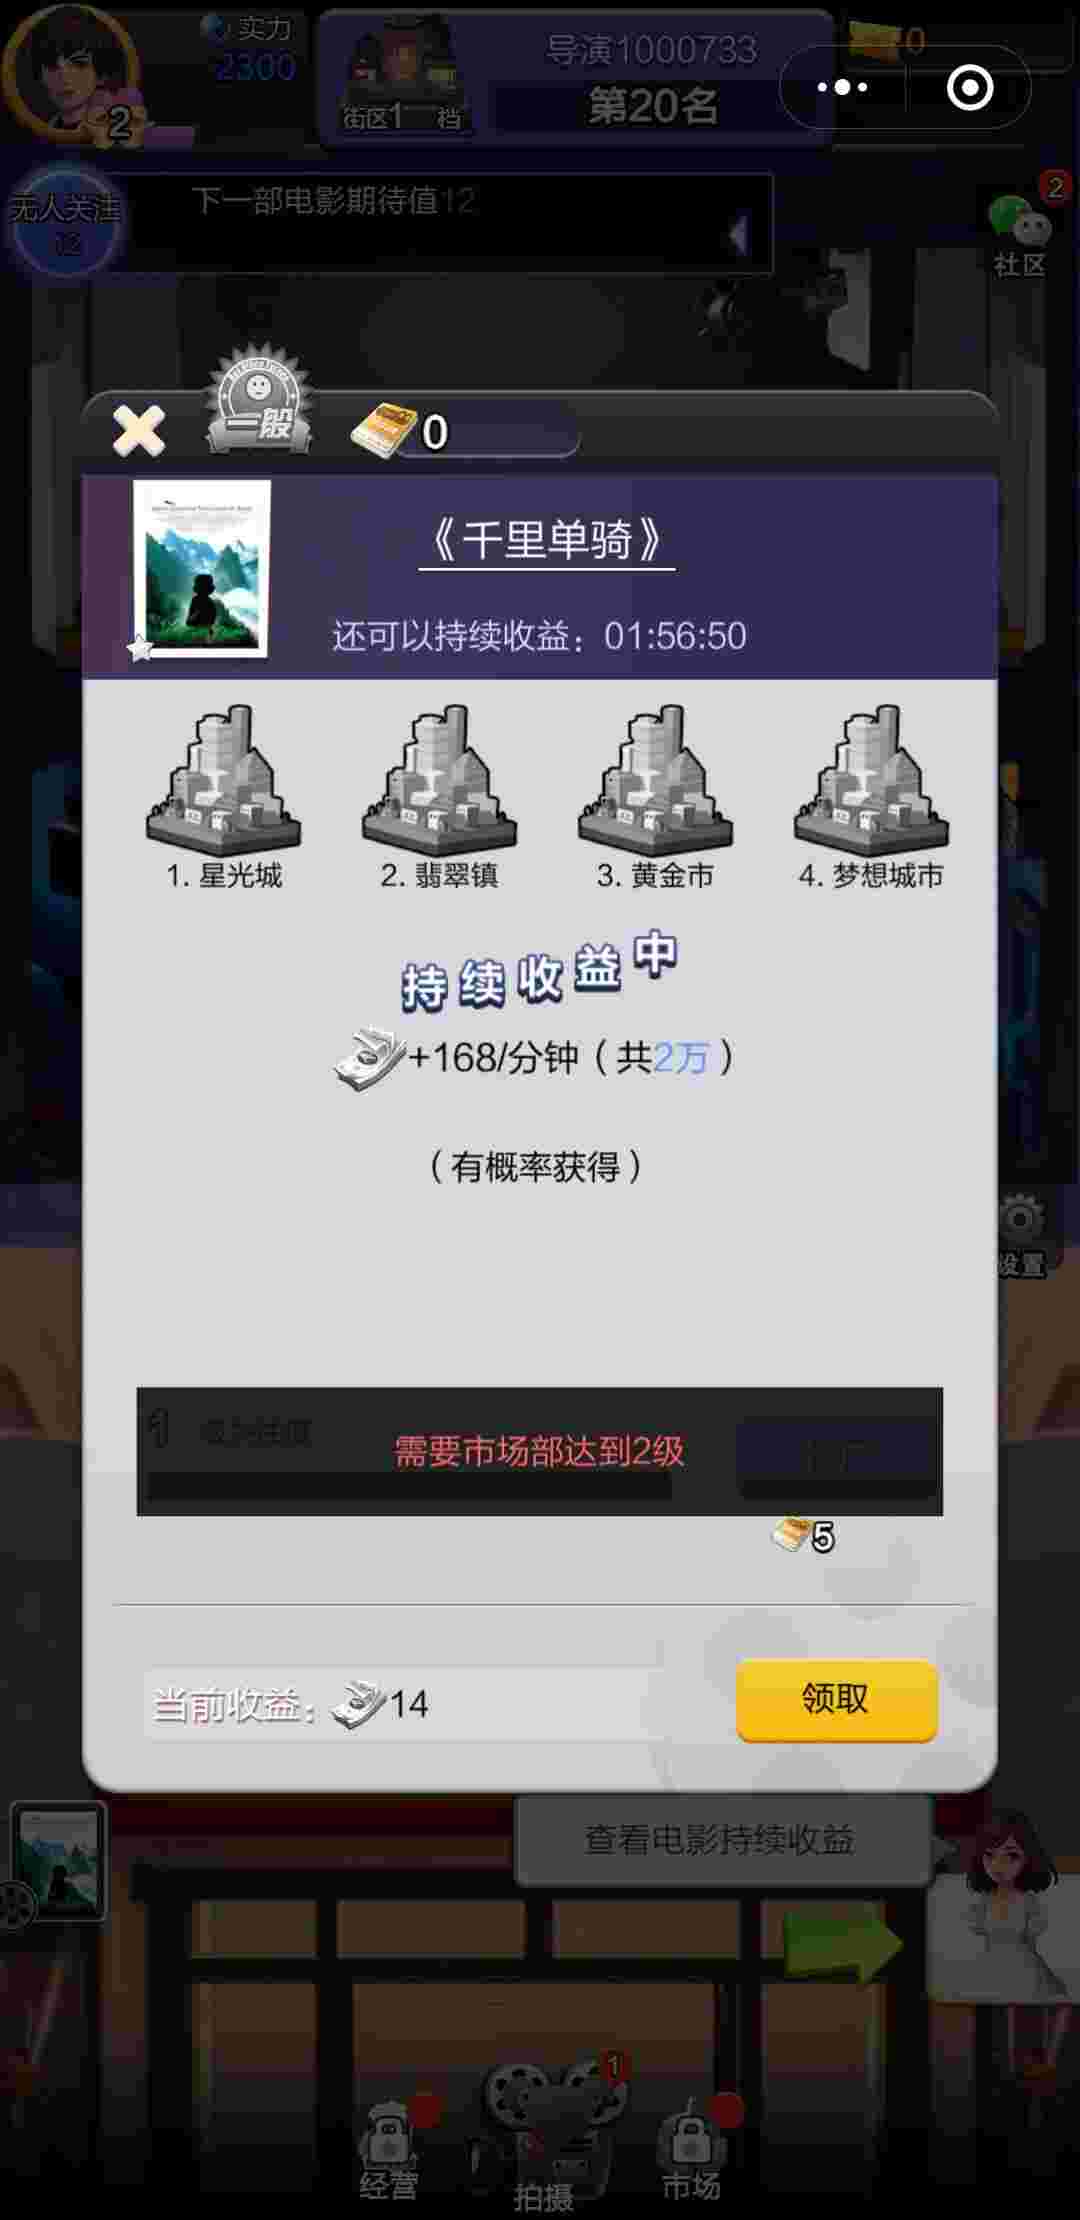 实力
2300
2
街区1
档
导演1000733
第20名
0
无人关注
12
下一部电影期待值12
2
社区
一般
0
《千里单骑》
还可以持续收益：01:56:50
1. 星光城
2. 翡翠镇
3. 黄金市
4. 梦想城市
持续收益中
+168/分钟（共2万）
（有概率获得）
设置
1
需要市场部达到2级
5
当前收益：
14
领取
查看电影持续收益
1
经营
拍摄
市场